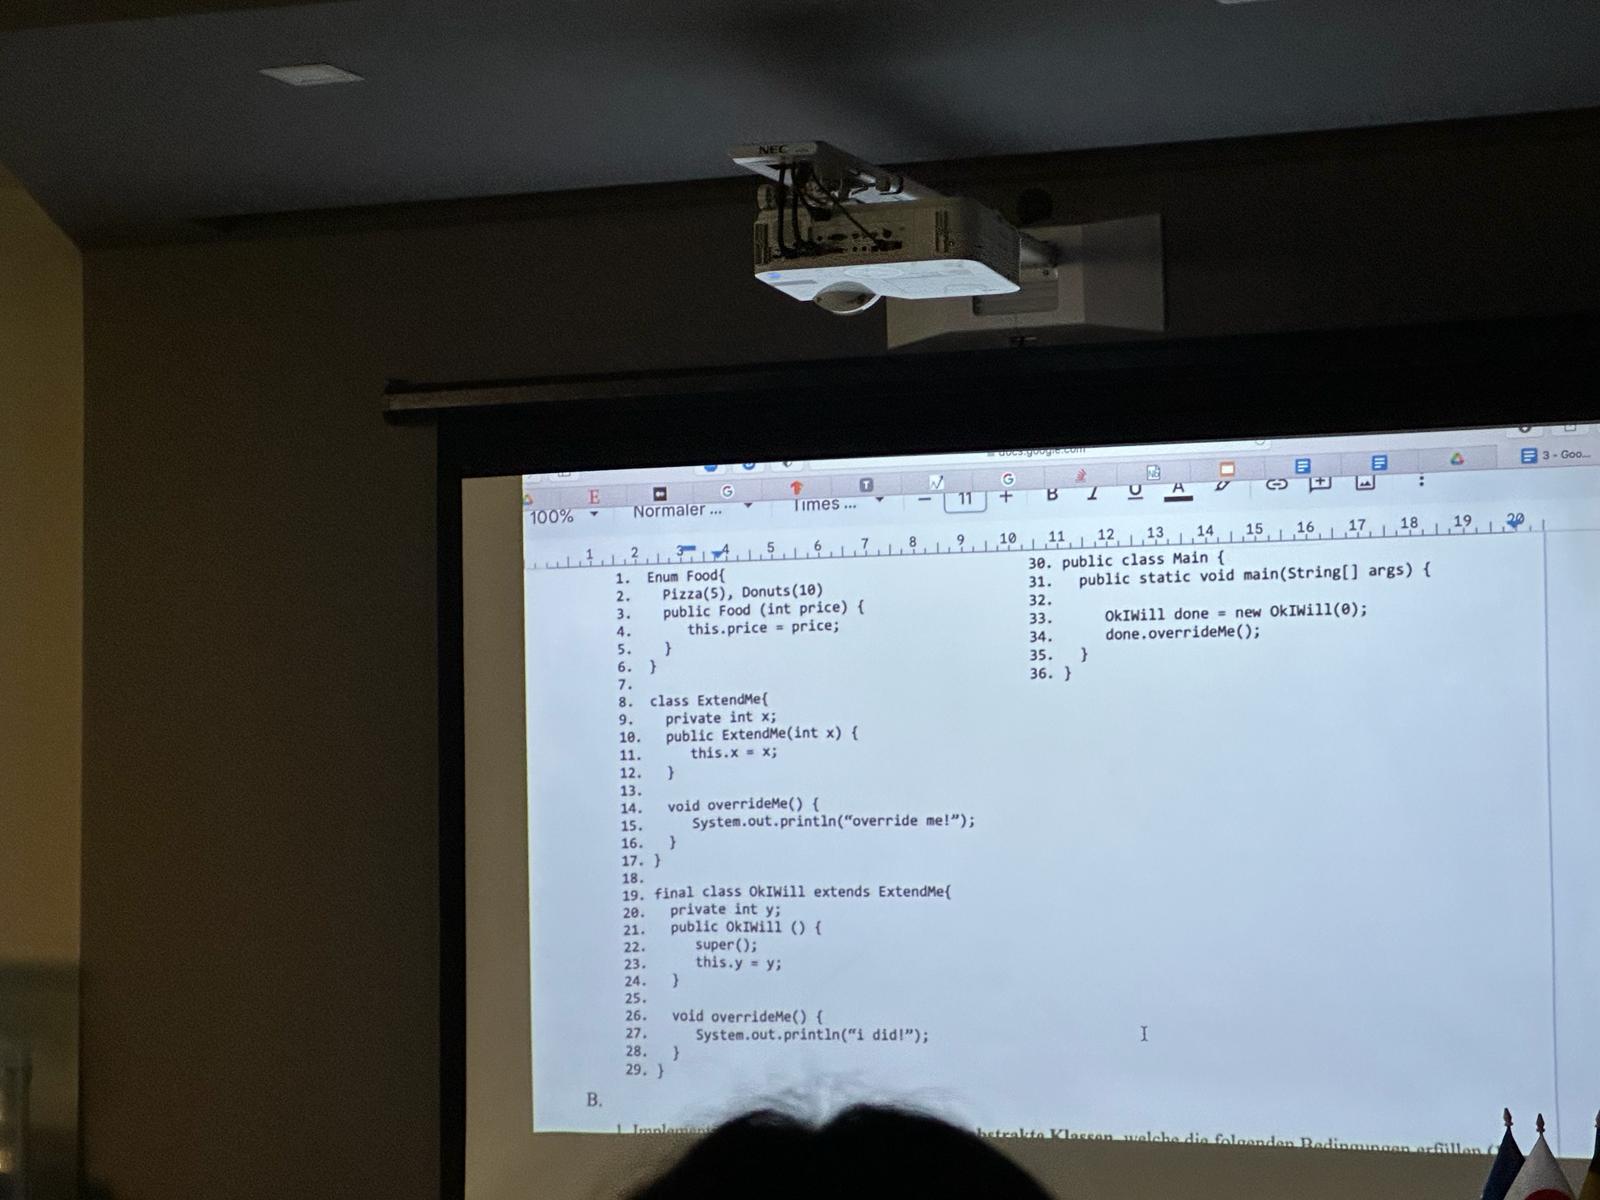 NEC
docs.google.com
3 - Goo...
100% Normaler ... Times ... − 11 + B I U A
1 2 3 4 5 6 7 8 9 10 11 12 13 14 15 16 17 18 19 20
1. Enum Food{
2. Pizza(5), Donuts(10)
3. public Food (int price) {
4. this.price = price;
5. }
6. }
7.
8. class ExtendMe{
9. private int x;
10. public ExtendMe(int x) {
11. this.x = x;
12. }
13.
14. void overrideMe() {
15. System.out.println(“override me!”);
16. }
17. }
18.
19. final class OkIWill extends ExtendMe{
20. private int y;
21. public OkIWill () {
22. super();
23. this.y = y;
24. }
25.
26. void overrideMe() {
27. System.out.println(“i did!”);
28. }
29. }
30. public class Main {
31. public static void main(String[] args) {
32.
33. OkIWill done = new OkIWill(0);
34. done.overrideMe();
35. }
36. }
B.
1. Klassen, welche die folgenden Bedingungen erfüllen